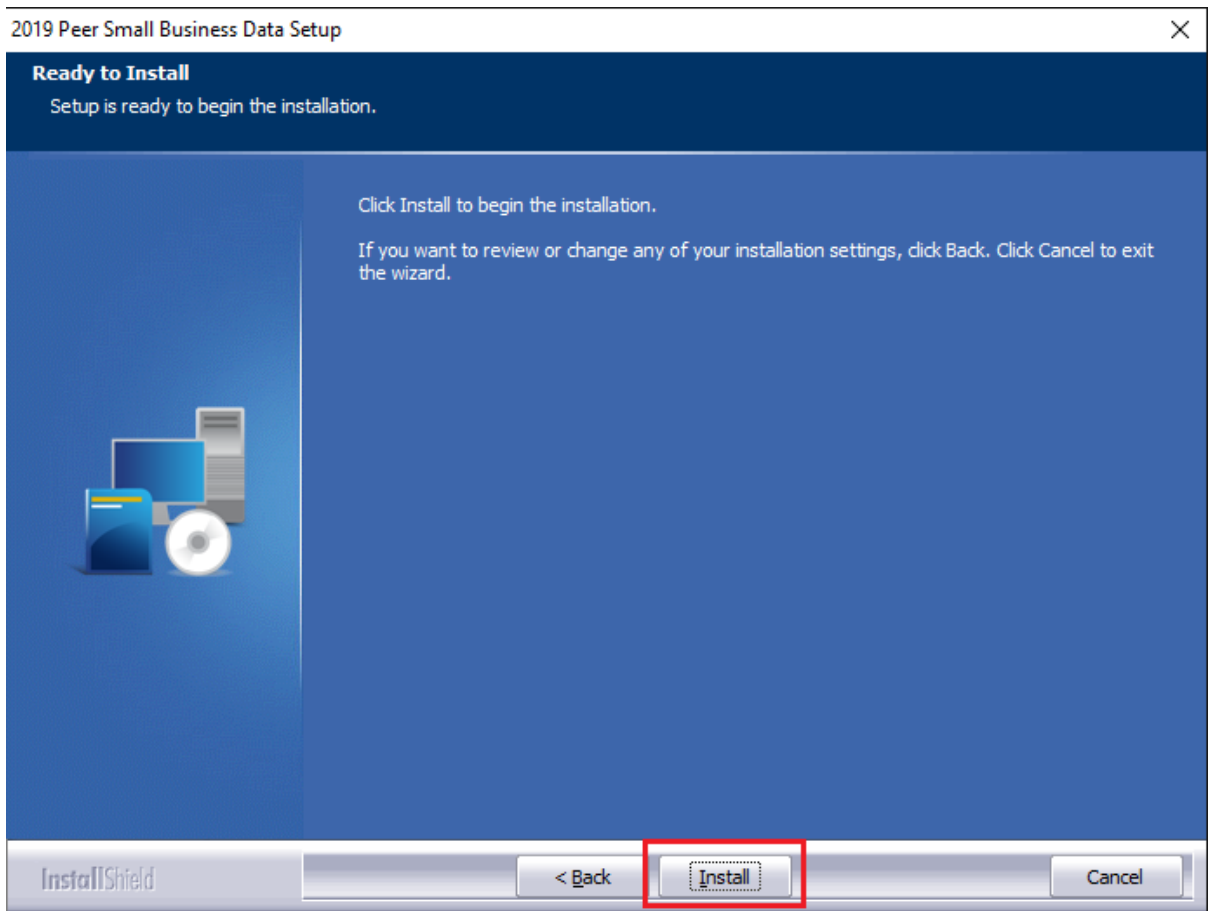 2019 Peer Small Business Data Setup
Ready to Install
Setup is ready to begin the installation.
Click Install to begin the installation.
If you want to review or change any of your installation settings, click Back. Click Cancel to exit
the wizard.
InstallShield
< Back
Install
Cancel